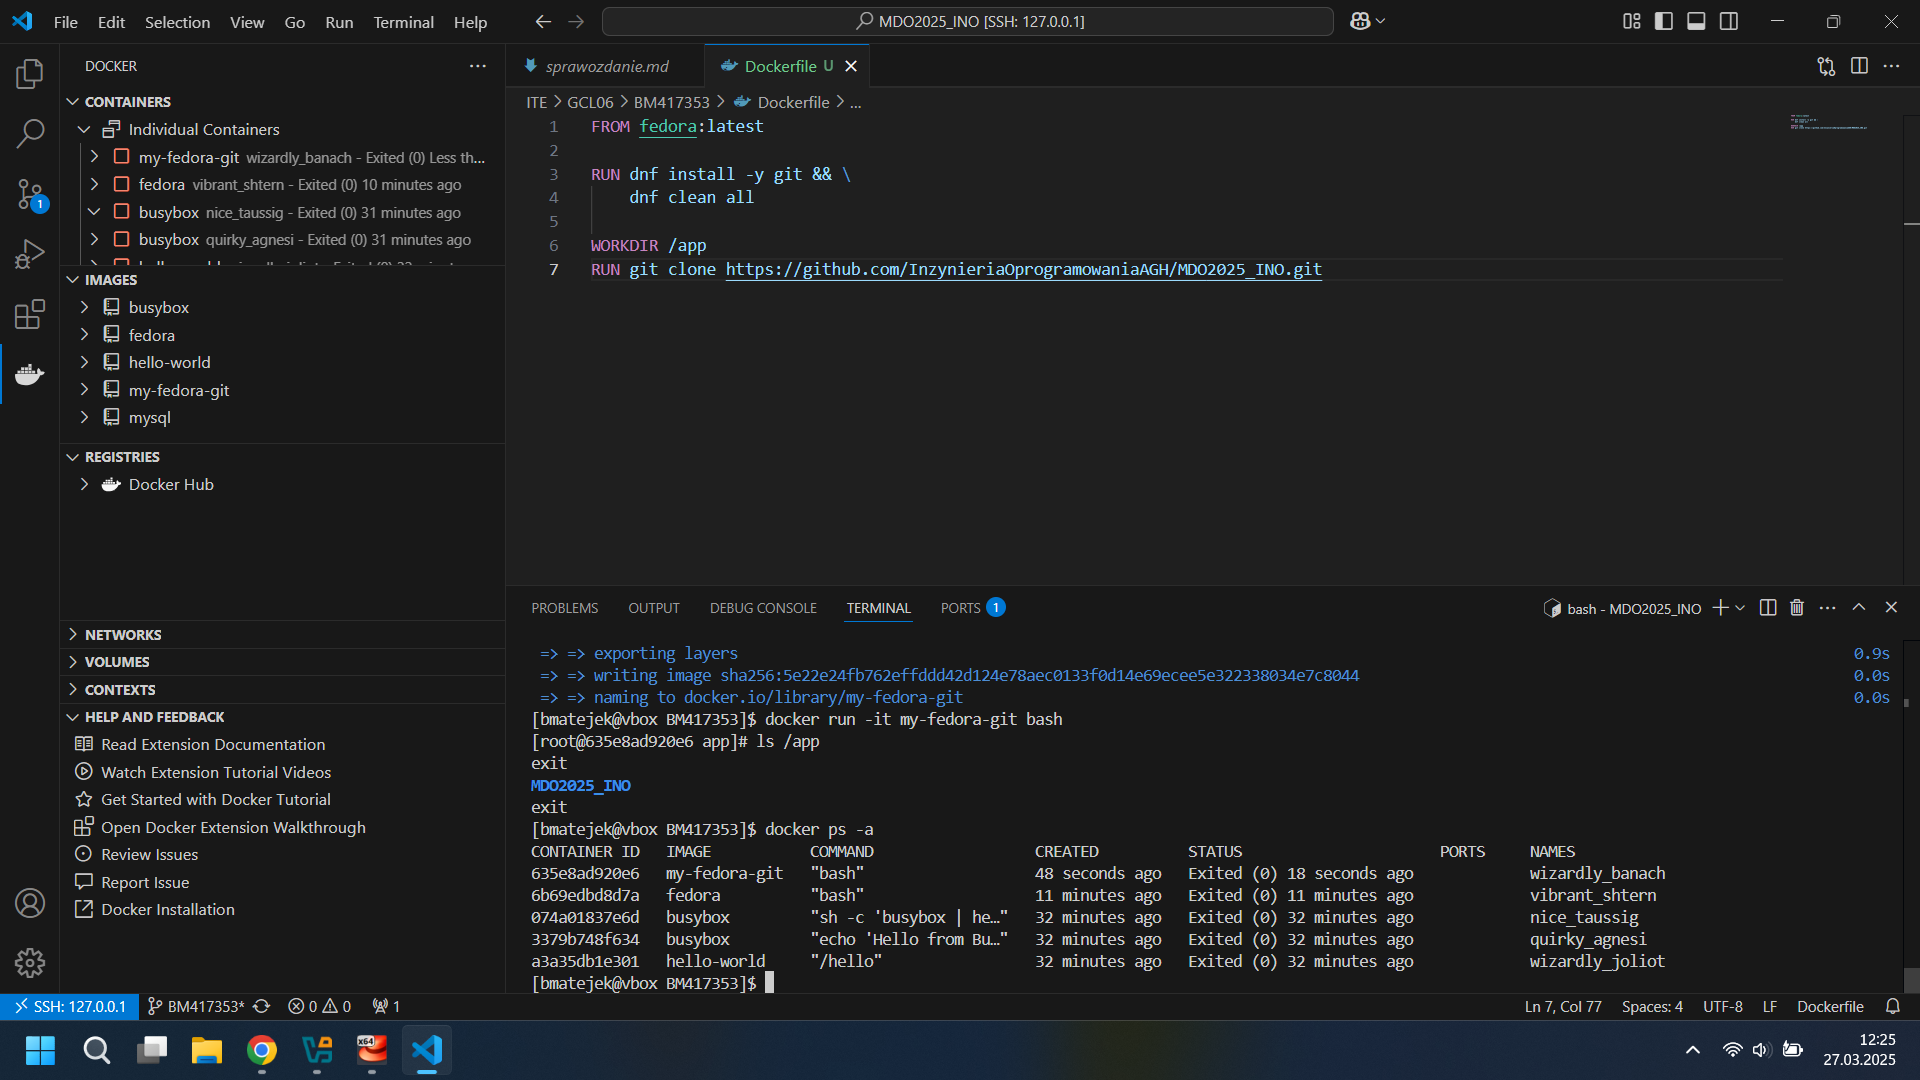 File Edit Selection View Go Run Terminal Help
MDO2025_INO [SSH: 127.0.0.1]
DOCKER
CONTAINERS
Individual Containers
my-fedora-git wizardly_banach - Exited (0) Less th...
fedora vibrant_shtern - Exited (0) 10 minutes ago
busybox nice_taussig - Exited (0) 31 minutes ago
busybox quirky_agnesi - Exited (0) 31 minutes ago
IMAGES
busybox
fedora
hello-world
my-fedora-git
mysql
REGISTRIES
Docker Hub
NETWORKS
VOLUMES
CONTEXTS
HELP AND FEEDBACK
Read Extension Documentation
Watch Extension Tutorial Videos
Get Started with Docker Tutorial
Open Docker Extension Walkthrough
Review Issues
Report Issue
Docker Installation
1
sprawozdanie.md
Dockerfile U
ITE > GCL06 > BM417353 > Dockerfile > ...
1 FROM fedora:latest
2
3 RUN dnf install -y git && \
4 dnf clean all
5
6 WORKDIR /app
7 RUN git clone https://github.com/InzynieriaOprogramowaniaAGH/MDO2025_INO.git
PROBLEMS OUTPUT DEBUG CONSOLE TERMINAL PORTS 1
bash - MDO2025_INO
=> => exporting layers 0.9s
=> => writing image sha256:5e22e24fb762effddd42d124e78aec0133f0d14e69ecee5e322338034e7c8044 0.0s
=> => naming to docker.io/library/my-fedora-git 0.0s
[bmatejek@vbox BM417353]$ docker run -it my-fedora-git bash
[root@635e8ad920e6 app]# ls /app
exit
MDO2025_INO
exit
[bmatejek@vbox BM417353]$ docker ps -a
CONTAINER ID IMAGE COMMAND CREATED STATUS PORTS NAMES
635e8ad920e6 my-fedora-git "bash" 48 seconds ago Exited (0) 18 seconds ago wizardly_banach
6b69edbd8d7a fedora "bash" 11 minutes ago Exited (0) 11 minutes ago vibrant_shtern
074a01837e6d busybox "sh -c 'busybox | he…" 32 minutes ago Exited (0) 32 minutes ago nice_taussig
3379b748f634 busybox "echo 'Hello from Bu…" 32 minutes ago Exited (0) 32 minutes ago quirky_agnesi
a3a35db1e301 hello-world "/hello" 32 minutes ago Exited (0) 32 minutes ago wizardly_joliot
[bmatejek@vbox BM417353]$
SSH: 127.0.0.1 BM417353* 0 0 1
Ln 7, Col 77 Spaces: 4 UTF-8 LF Dockerfile
x64
12:25
27.03.2025